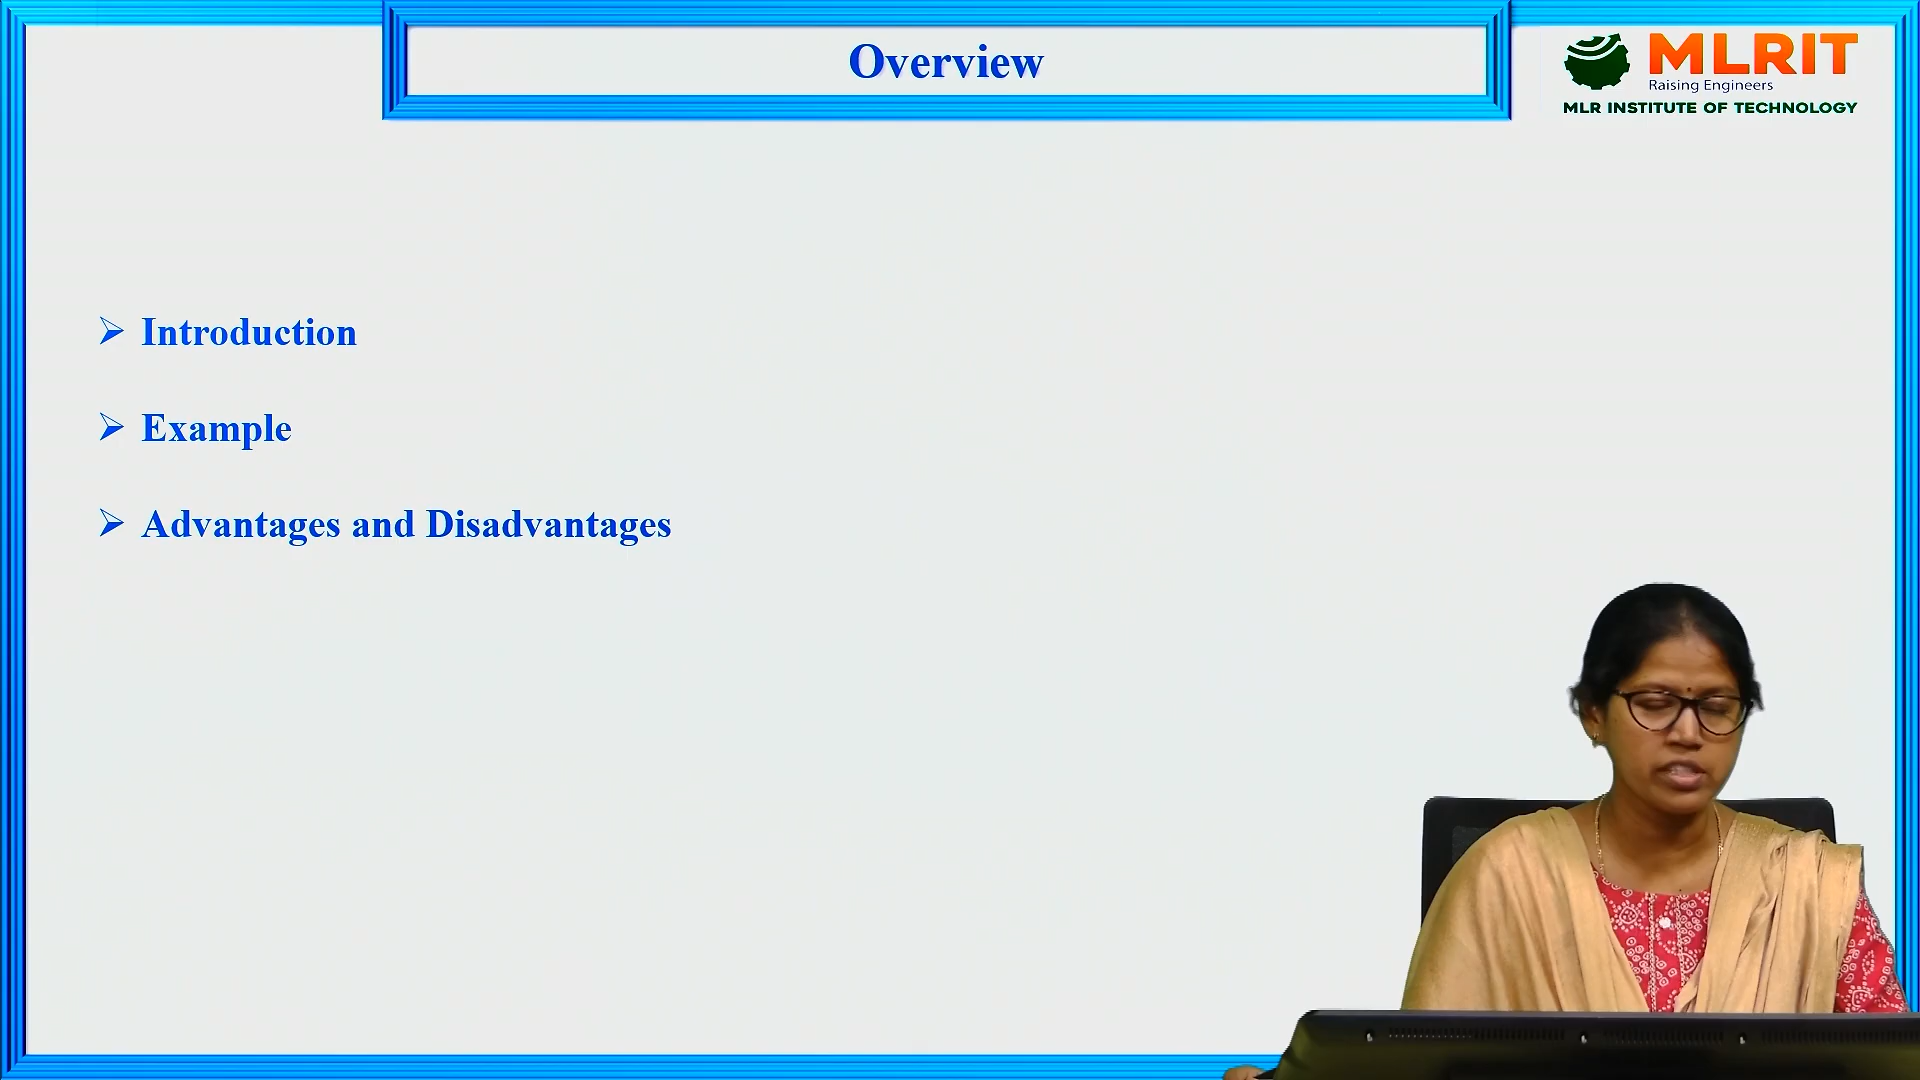 Overview
MLRIT
Raising Engineers
MLR INSTITUTE OF TECHNOLOGY
Introduction
Example
Advantages and Disadvantages